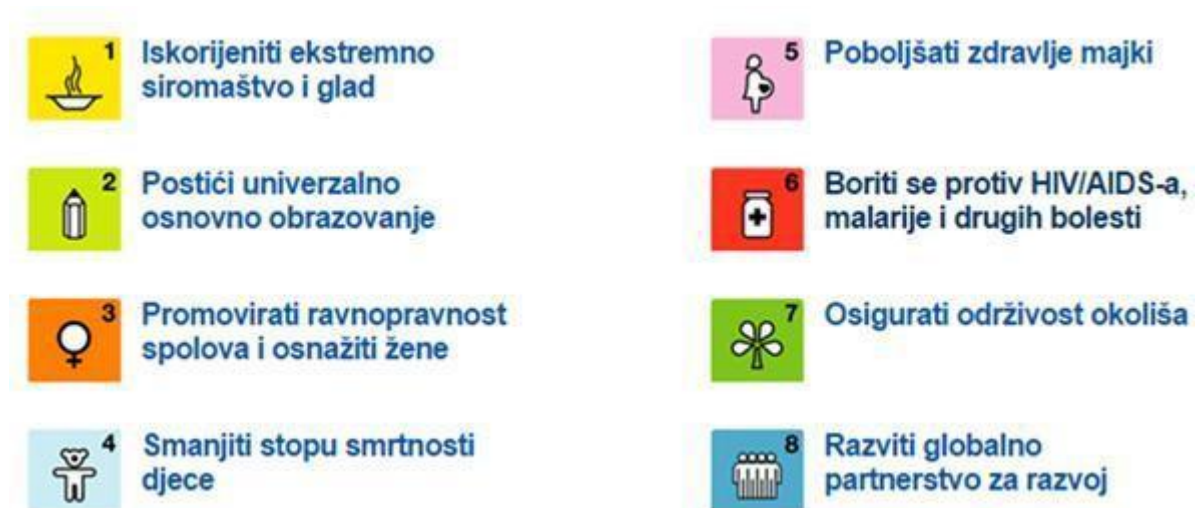 1
Iskorijeniti ekstremno
siromaštvo i glad
2
Postići univerzalno
osnovno obrazovanje
3
Promovirati ravnopravnost
spolova i osnažiti žene
4
Smanjiti stopu smrtnosti
djece
5
Poboljšati zdravlje majki
6
Boriti se protiv HIV/AIDS-a,
malarije i drugih bolesti
7
Osigurati održivost okoliša
8
Razviti globalno
partnerstvo za razvoj